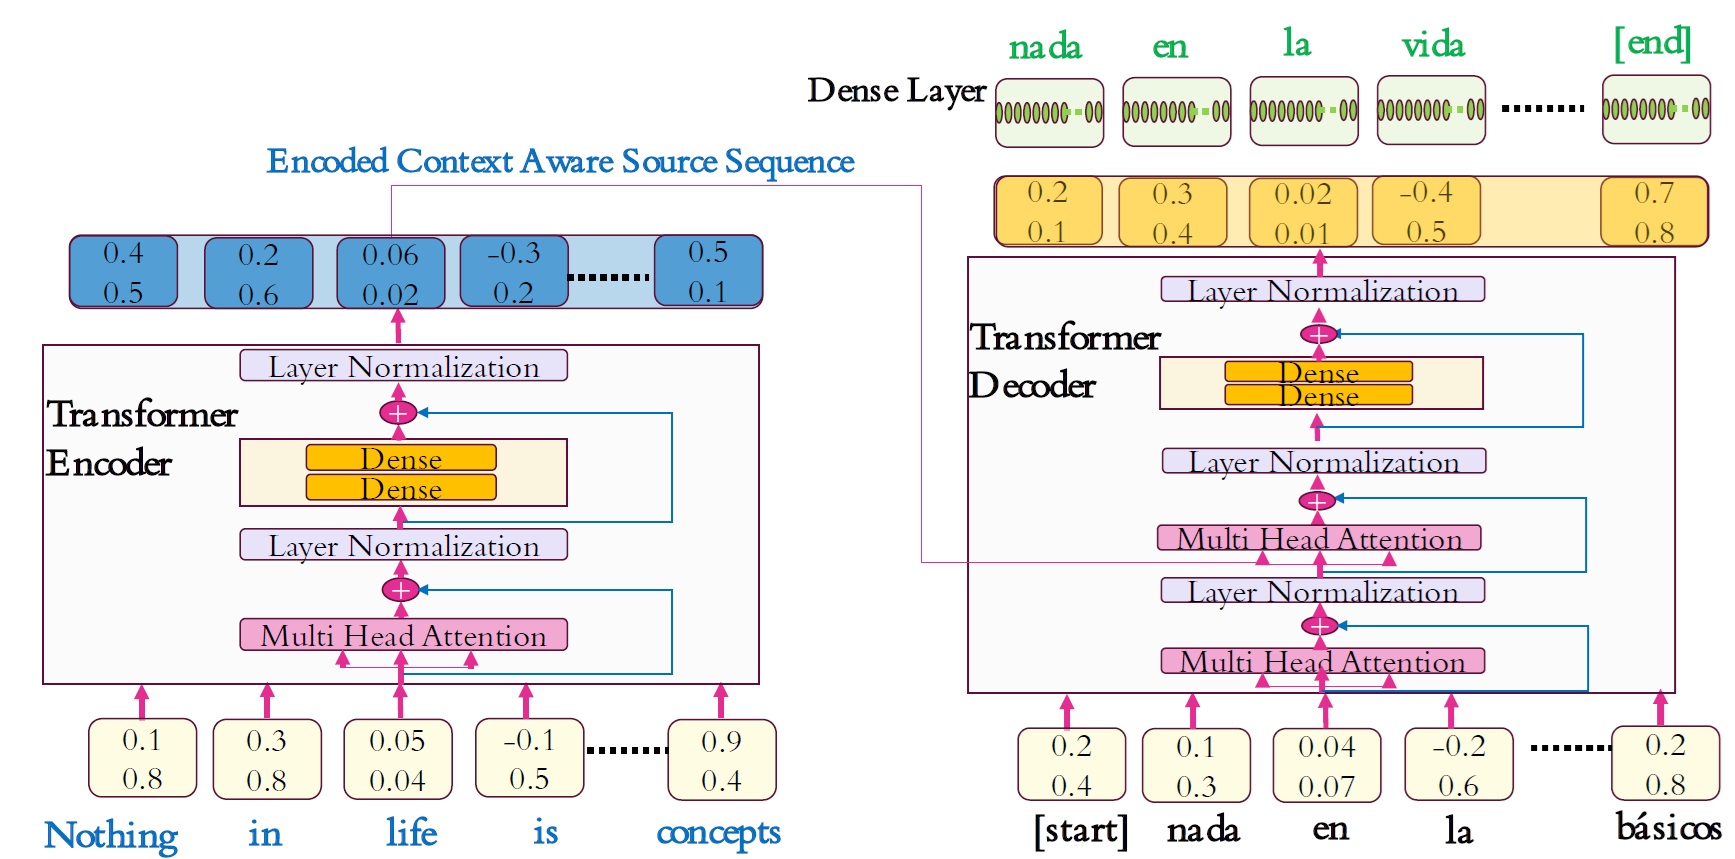 nada en la vida [end]
Dense Layer
Encoded Context Aware Source Sequence
0.4 0.2 0.06 -0.3 0.5
0.5 0.6 0.02 0.2 0.1
Transformer
Encoder
Layer Normalization
+
Dense
Dense
Layer Normalization
+
Multi Head Attention
0.1 0.3 0.05 -0.1 0.9
0.8 0.8 0.04 0.5 0.4
Nothing in life is concepts
0.2 0.3 0.02 -0.4 0.7
0.1 0.4 0.01 0.5 0.8
Transformer
Decoder
Layer Normalization
+
Dense
Dense
Layer Normalization
+
Multi Head Attention
Layer Normalization
+
Multi Head Attention
0.2 0.1 0.04 -0.2 0.2
0.4 0.3 0.07 0.6 0.8
[start] nada en la básicos